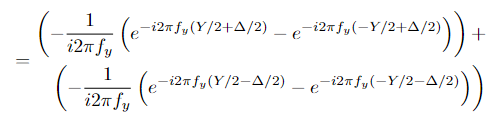 = \left(-\frac{1}{i2\pi f_y}\left(e^{-i2\pi f_y(Y/2+\Delta/2)} - e^{-i2\pi f_y(-Y/2+\Delta/2)}\right)\right) +
\left(-\frac{1}{i2\pi f_y}\left(e^{-i2\pi f_y(Y/2-\Delta/2)} - e^{-i2\pi f_y(-Y/2-\Delta/2)}\right)\right)